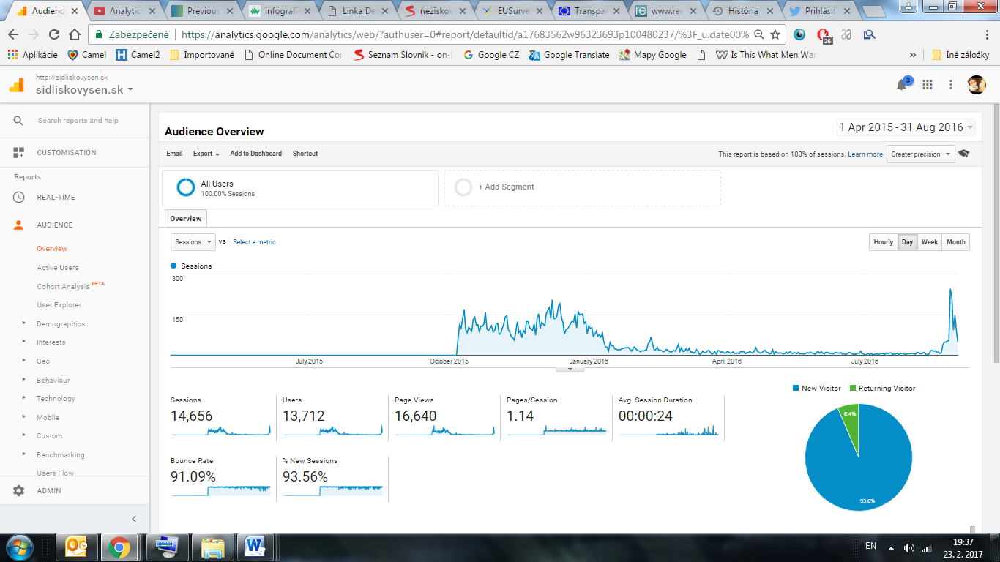 Audience
Analytics
Previous
infografi
Linka De
neziskov
EUSurve
Transpa
www.rei
História
Prihlásit
Zabezpečené
https://analytics.google.com/analytics/web/?authuser=0#report/defaultid/a17683562w96323693p100480237/%3F_u.date00%
26
Aplikácie
Camel
Camel2
Importované
Online Document Con
Seznam Slovník - on-l
Google CZ
Google Translate
Mapy Google
Is This What Men Wan
»
Iné záložky
http://sidliskovysen.sk
sidliskovysen.sk
3
Search reports and help
CUSTOMISATION
Reports
REAL-TIME
AUDIENCE
Overview
Active Users
Cohort Analysis BETA
User Explorer
Demographics
Interests
Geo
Behaviour
Technology
Mobile
Custom
Benchmarking
Users Flow
ADMIN
Audience Overview
1 Apr 2015 - 31 Aug 2016
Email Export Add to Dashboard Shortcut
This report is based on 100% of sessions. Learn more
Greater precision
All Users
100.00% Sessions
+ Add Segment
Overview
Sessions vs Select a metric
Hourly Day Week Month
Sessions
300
150
July 2015 October 2015 January 2016 April 2016 July 2016
Sessions
14,656
Users
13,712
Page Views
16,640
Pages/Session
1.14
Avg. Session Duration
00:00:24
Bounce Rate
91.09%
% New Sessions
93.56%
New Visitor Returning Visitor
6.4%
93.6%
EN
19:37
23. 2. 2017